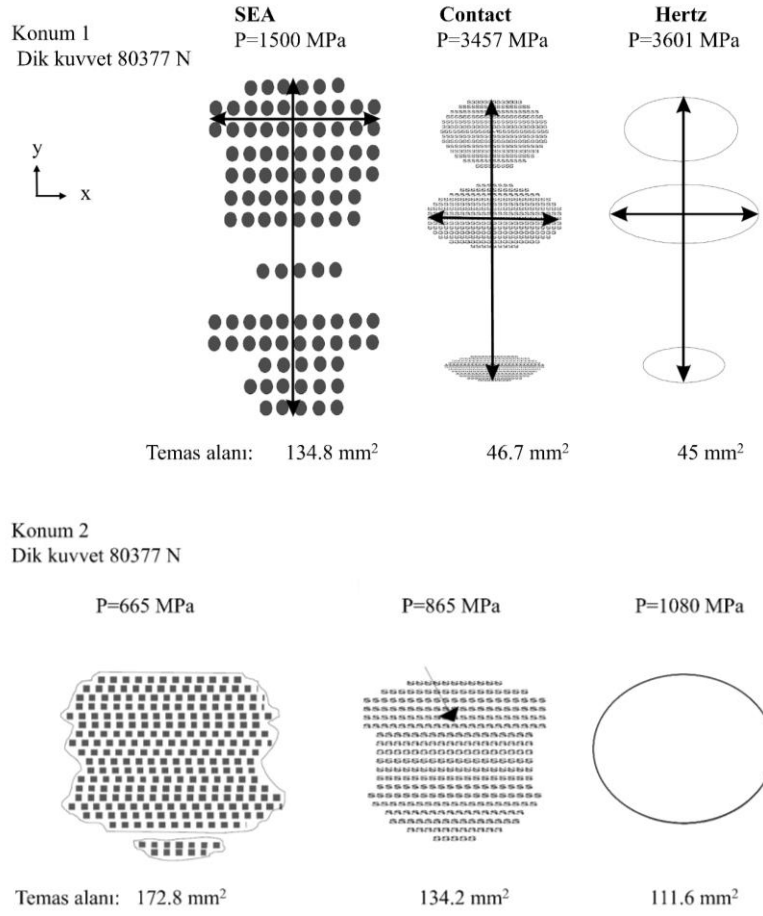 SEA Contact Hertz
Konum 1 P=1500 MPa P=3457 MPa P=3601 MPa
Dik kuvvet 80377 N
y
x
Temas alanı: 134.8 mm² 46.7 mm² 45 mm²
Konum 2
Dik kuvvet 80377 N
P=665 MPa P=865 MPa P=1080 MPa
Temas alanı: 172.8 mm² 134.2 mm² 111.6 mm²